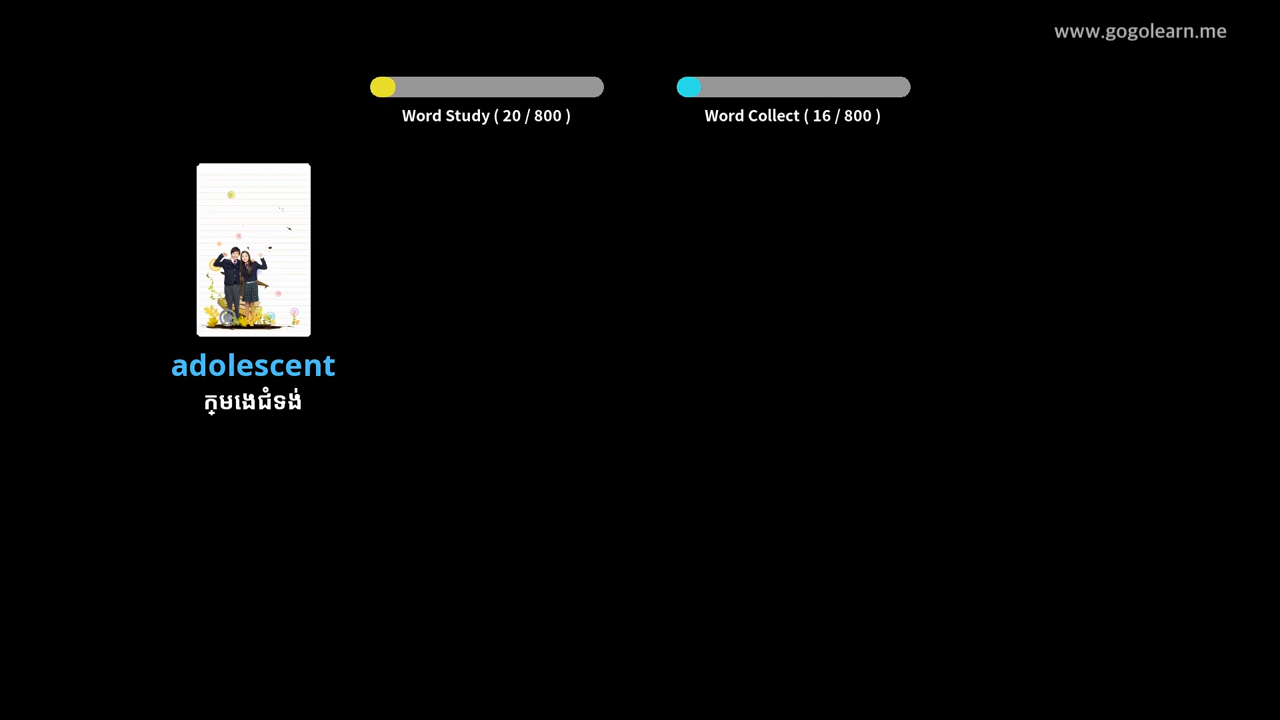 www.gogolearn.me
Word Study ( 20 / 800 )
Word Collect ( 16 / 800 )
adolescent
ក្មេងជំទង់